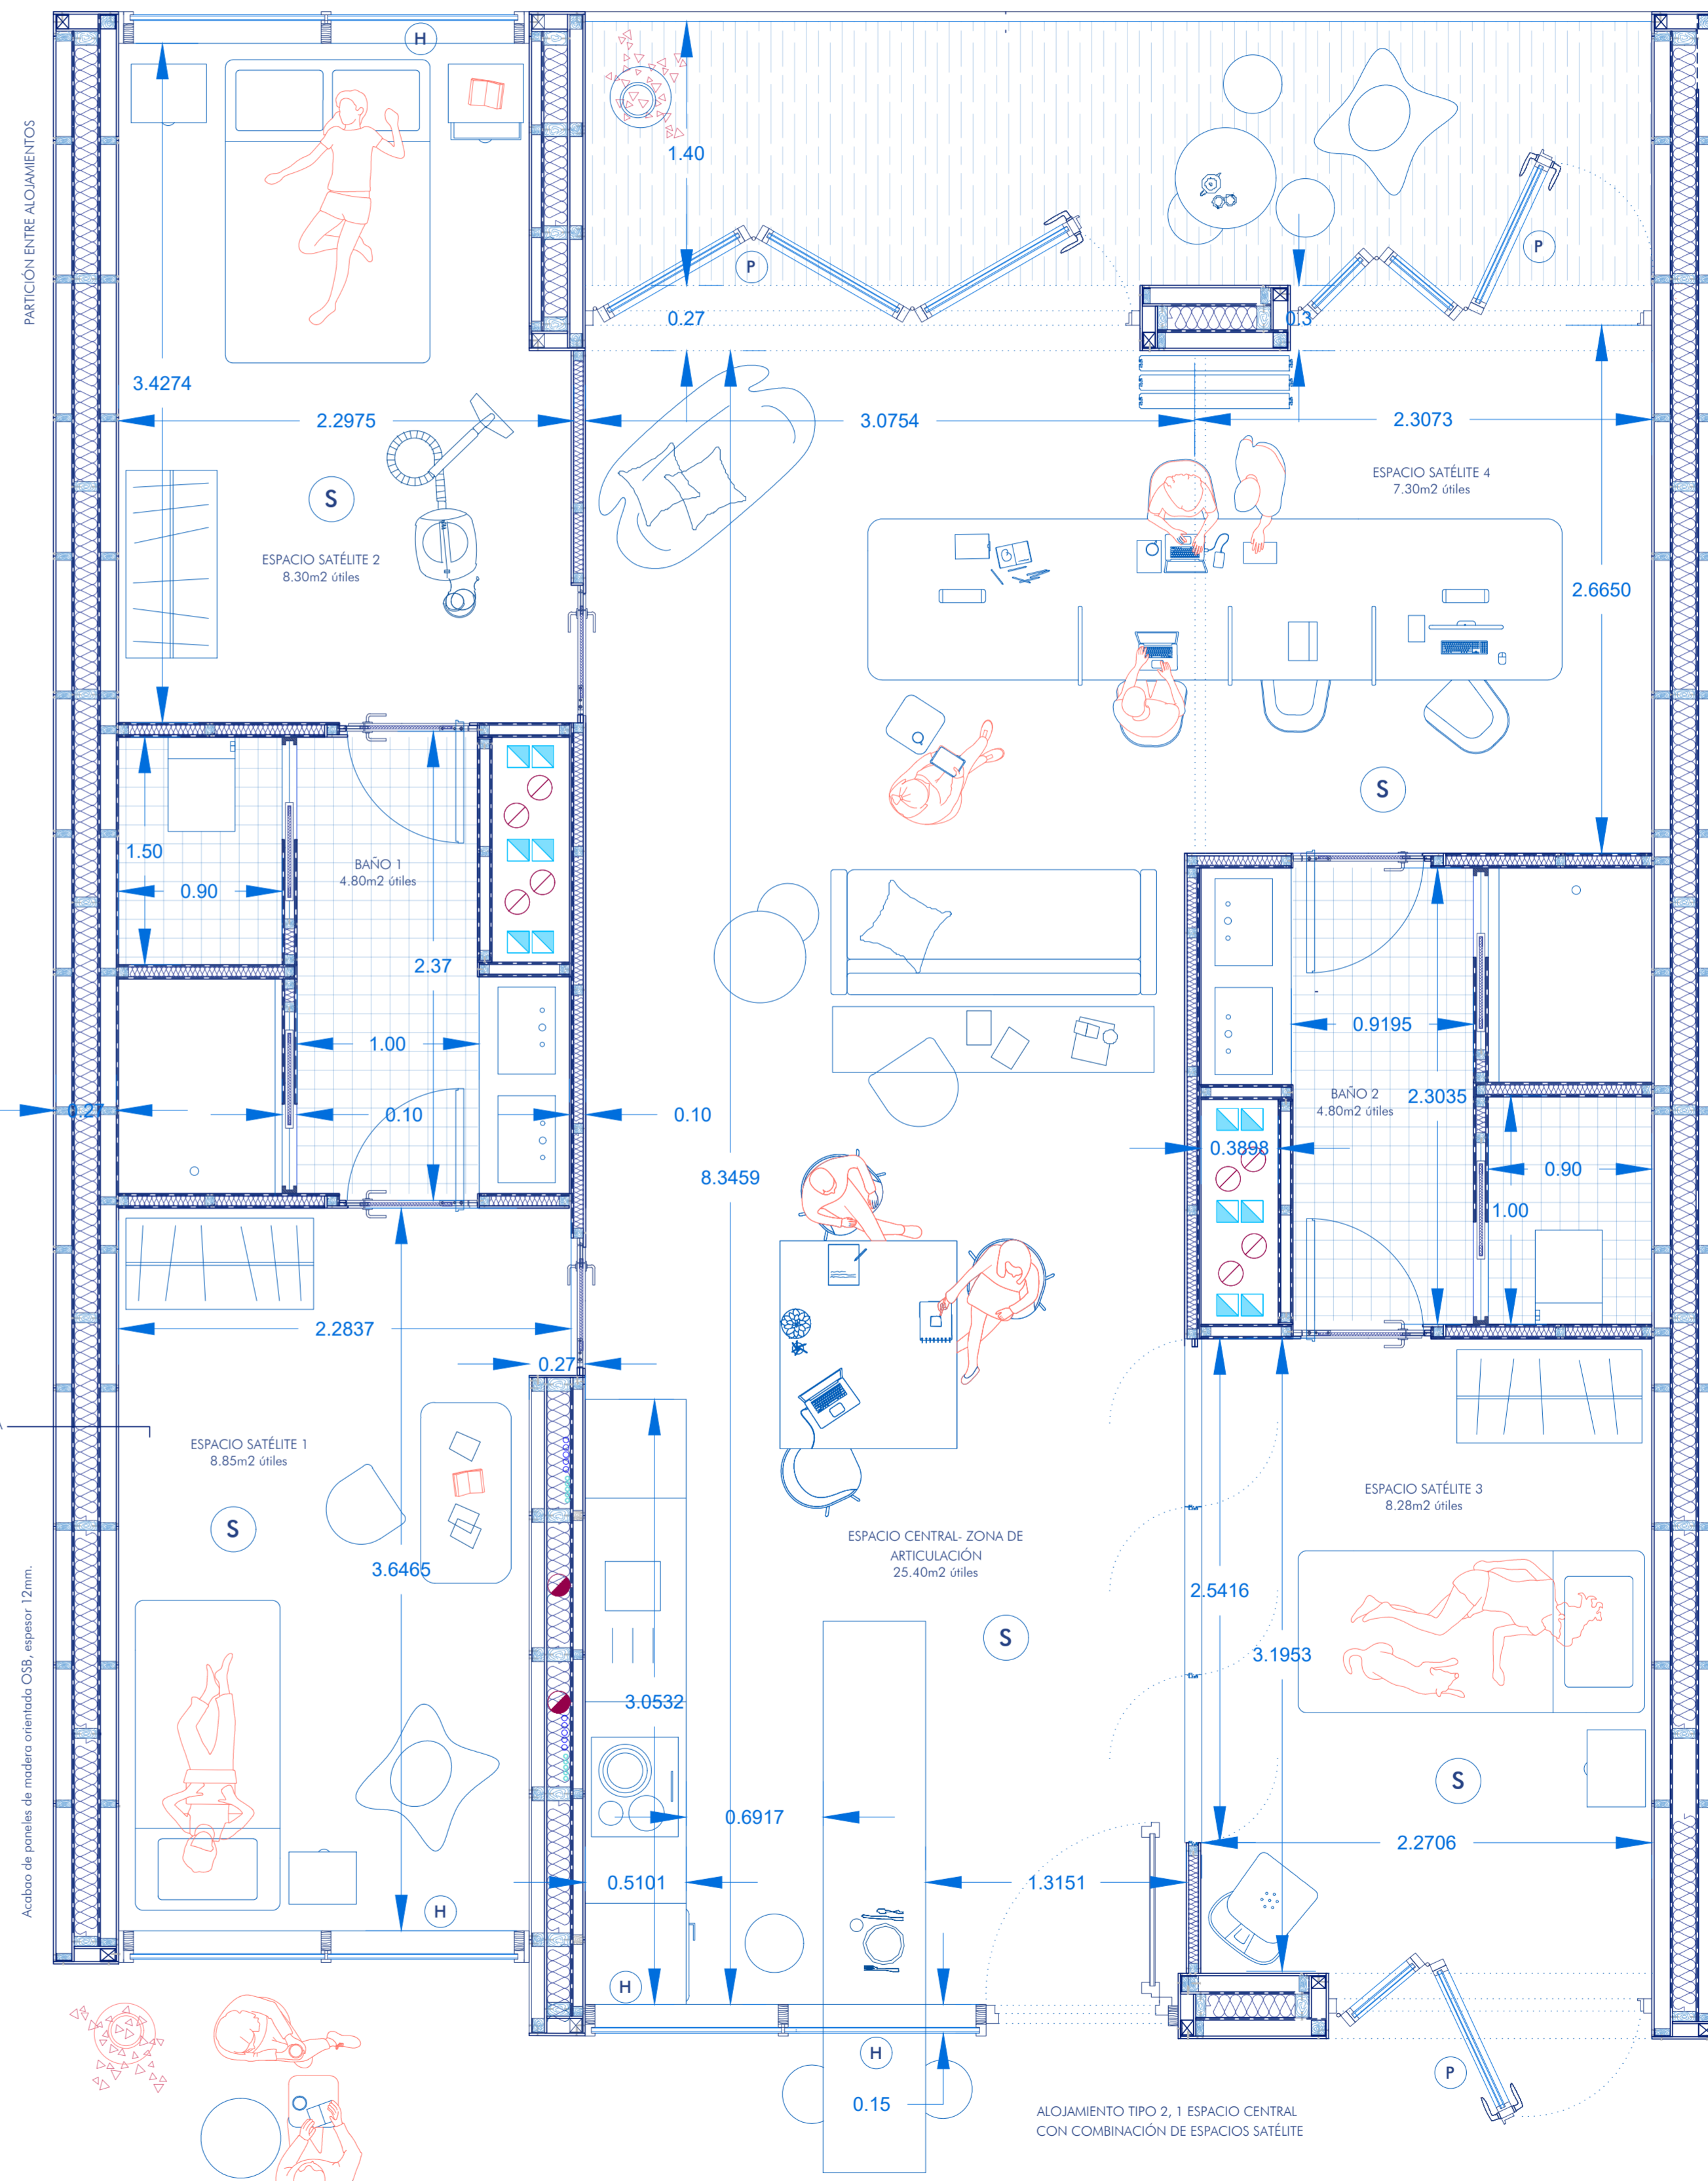 H
PARTICIÓN ENTRE ALOJAMIENTOS
1.40
P
P
0.27
0.3
3.4274
2.2975
3.0754
2.3073
ESPACIO SATÉLITE 4
7.30m2 útiles
S
ESPACIO SATÉLITE 2
8.30m2 útiles
2.6650
S
1.50
BAÑO 1
4.80m2 útiles
0.90
2.37
1.00
0.9195
BAÑO 2
4.80m2 útiles
2.3035
0.27
0.10
0.10
0.3898
8.3459
0.90
1.00
2.2837
0.27
ESPACIO SATÉLITE 1
8.85m2 útiles
S
3.6465
ESPACIO CENTRAL- ZONA DE
ARTICULACIÓN
25.40m2 útiles
S
ESPACIO SATÉLITE 3
8.28m2 útiles
2.5416
3.1953
Acabao de paneles de madera orientada OSB, espesor 12mm.
3.0532
S
0.6917
2.2706
0.5101
1.3151
H
H
H
P
0.15
ALOJAMIENTO TIPO 2, 1 ESPACIO CENTRAL
CON COMBINACIÓN DE ESPACIOS SATÉLITE